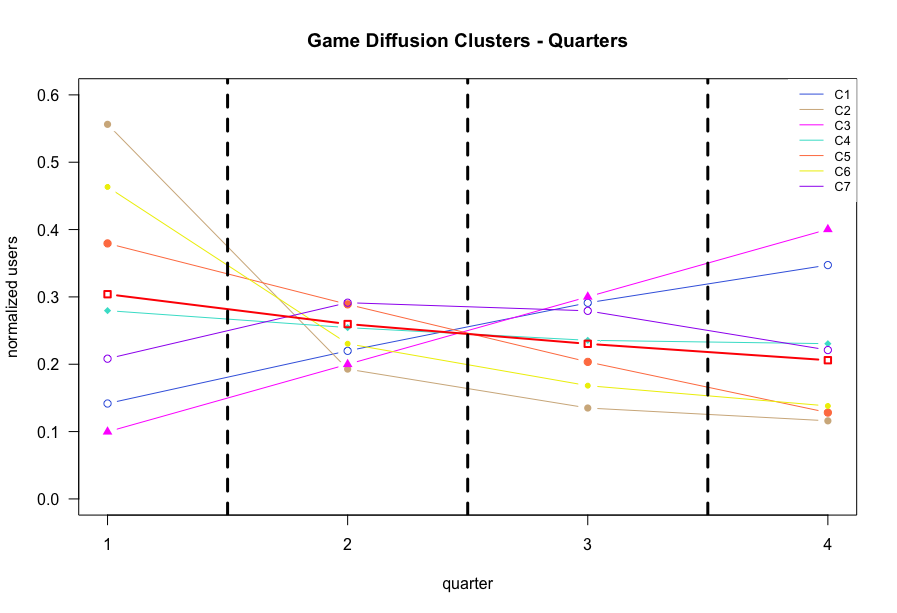 Game Diffusion Clusters - Quarters
normalized users
0.6
0.5
0.4
0.3
0.2
0.1
0.0
C1
C2
C3
C4
C5
C6
C7
1 2 3 4
quarter